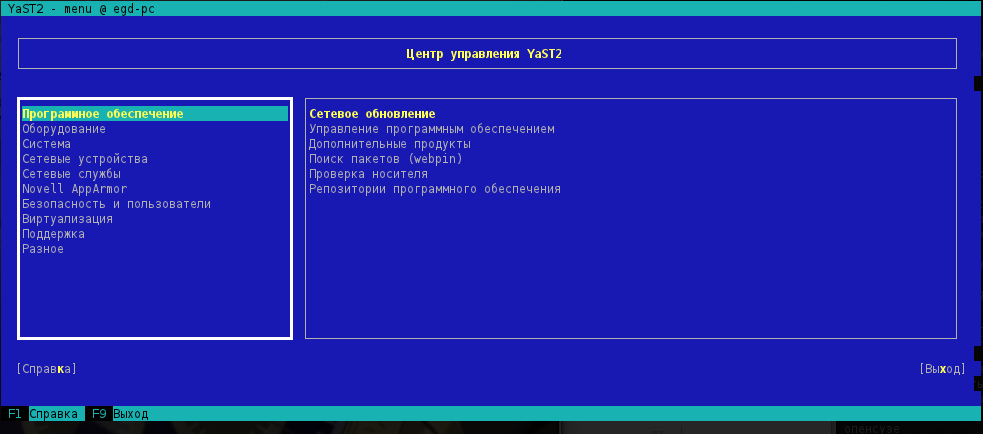 YaST2 - menu @ egd-pc
Центр управления YaST2
Программное обеспечение
Оборудование
Система
Сетевые устройства
Сетевые службы
Novell AppArmor
Безопасность и пользователи
Виртуализация
Поддержка
Разное
Сетевое обновление
Управление программным обеспечением
Дополнительные продукты
Поиск пакетов (webpin)
Проверка носителя
Репозитории программного обеспечения
[Справка]
[Выход]
F1 Справка F9 Выход
опенсузе